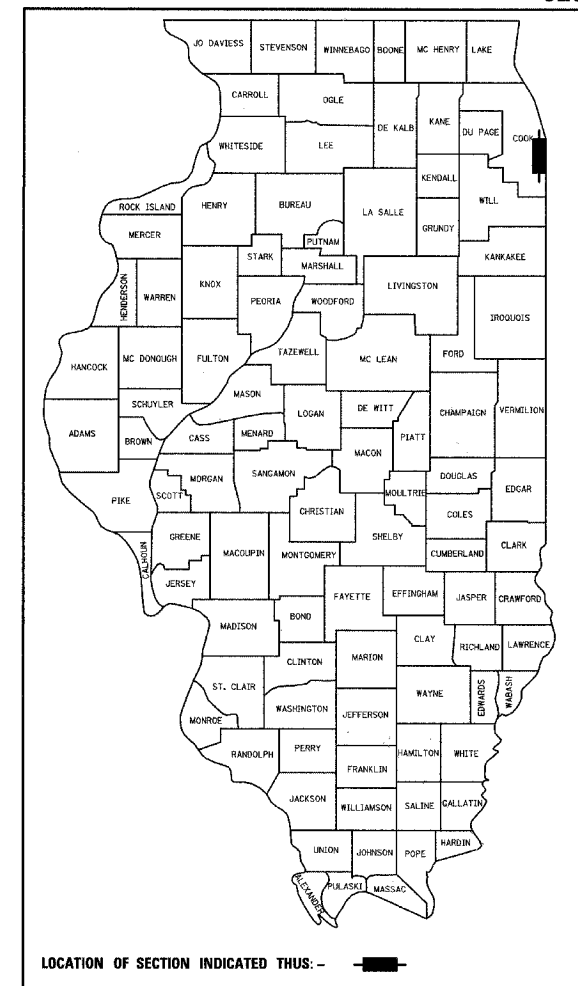 JO DAVIESS
STEVENSON
WINNEBAGO
BOONE
MC HENRY
LAKE
CARROLL
OGLE
DE KALB
KANE
DU PAGE
COOK
WHITESIDE
LEE
KENDALL
WILL
ROCK ISLAND
HENRY
BUREAU
LA SALLE
GRUNDY
MERCER
PUTNAM
KANKAKEE
STARK
MARSHALL
HENDERSON
WARREN
KNOX
PEORIA
WOODFORD
LIVINGSTON
IROQUOIS
HANCOCK
MC DONOUGH
FULTON
TAZEWELL
MC LEAN
FORD
SCHUYLER
MASON
LOGAN
DE WITT
CHAMPAIGN
VERMILION
ADAMS
BROWN
CASS
MENARD
PIATT
MACON
PIKE
SCOTT
MORGAN
SANGAMON
MOULTRIE
DOUGLAS
EDGAR
CHRISTIAN
COLES
CALHOUN
GREENE
MACOUPIN
MONTGOMERY
SHELBY
CUMBERLAND
CLARK
JERSEY
FAYETTE
EFFINGHAM
JASPER
CRAWFORD
MADISON
BOND
CLAY
RICHLAND
LAWRENCE
CLINTON
MARION
ST. CLAIR
WAYNE
EDWARDS
WABASH
WASHINGTON
JEFFERSON
MONROE
RANDOLPH
PERRY
HAMILTON
WHITE
FRANKLIN
JACKSON
WILLIAMSON
SALINE
GALLATIN
UNION
JOHNSON
POPE
HARDIN
ALEXANDER
PULASKI
MASSAC
LOCATION OF SECTION INDICATED THUS: -